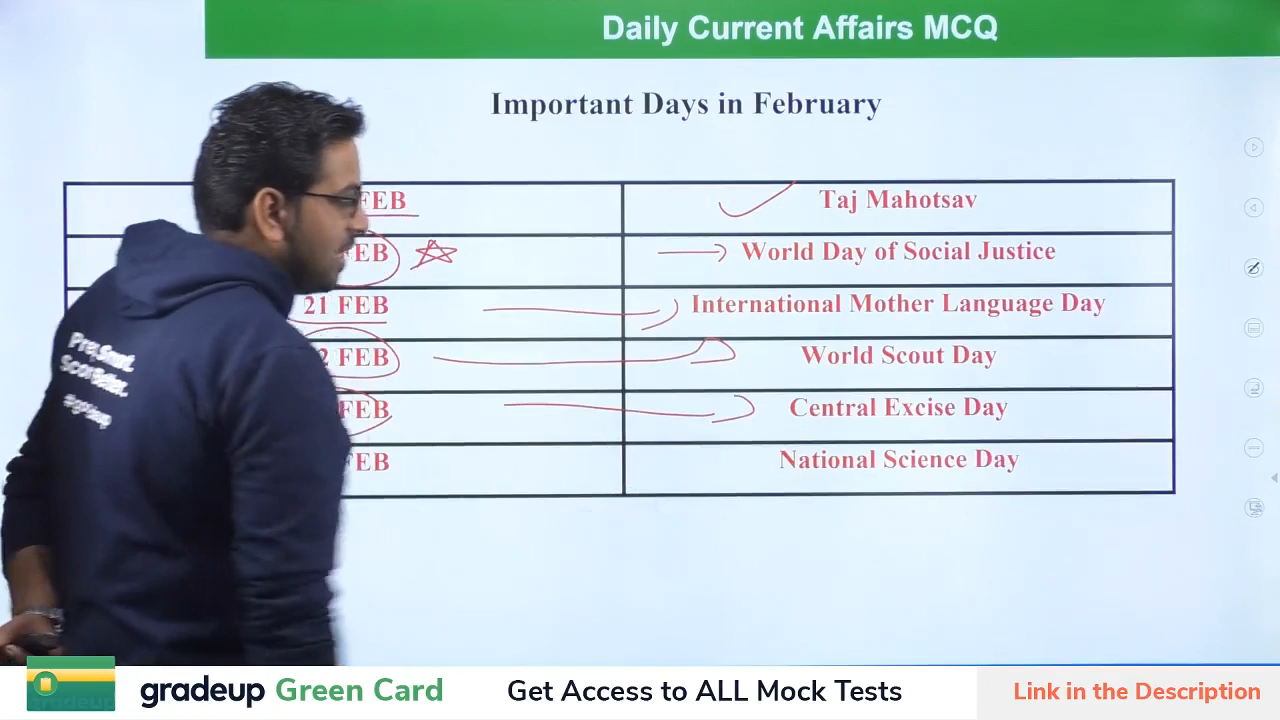 Daily Current Affairs MCQ
Important Days in February
FEB Taj Mahotsav
FEB World Day of Social Justice
21 FEB International Mother Language Day
2 FEB World Scout Day
FEB Central Excise Day
FEB National Science Day
gradeup Green Card Get Access to ALL Mock Tests Link in the Description
gradeup